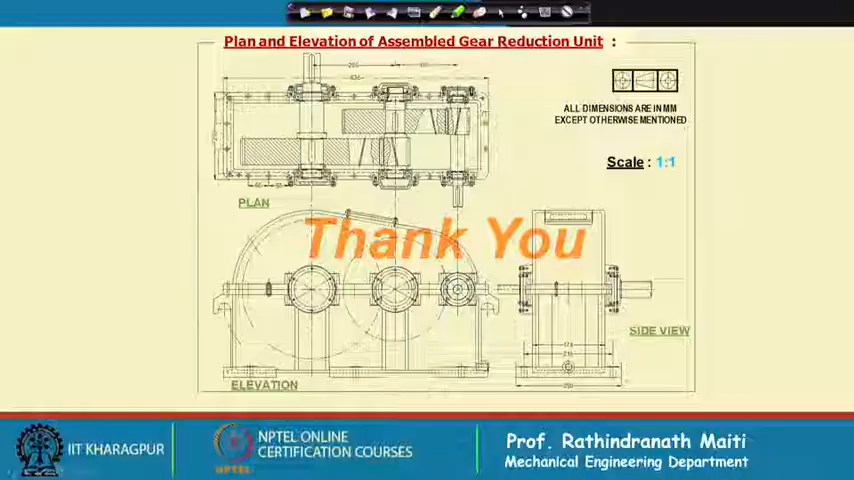 Plan and Elevation of Assembled Gear Reduction Unit :
ALL DIMENSIONS ARE IN MM
EXCEPT OTHERWISE MENTIONED
Scale : 1:1
PLAN
Thank You
SIDE VIEW
ELEVATION
IIT KHARAGPUR
NPTEL
NPTEL ONLINE
CERTIFICATION COURSES
Prof. Rathindranath Maiti
Mechanical Engineering Department